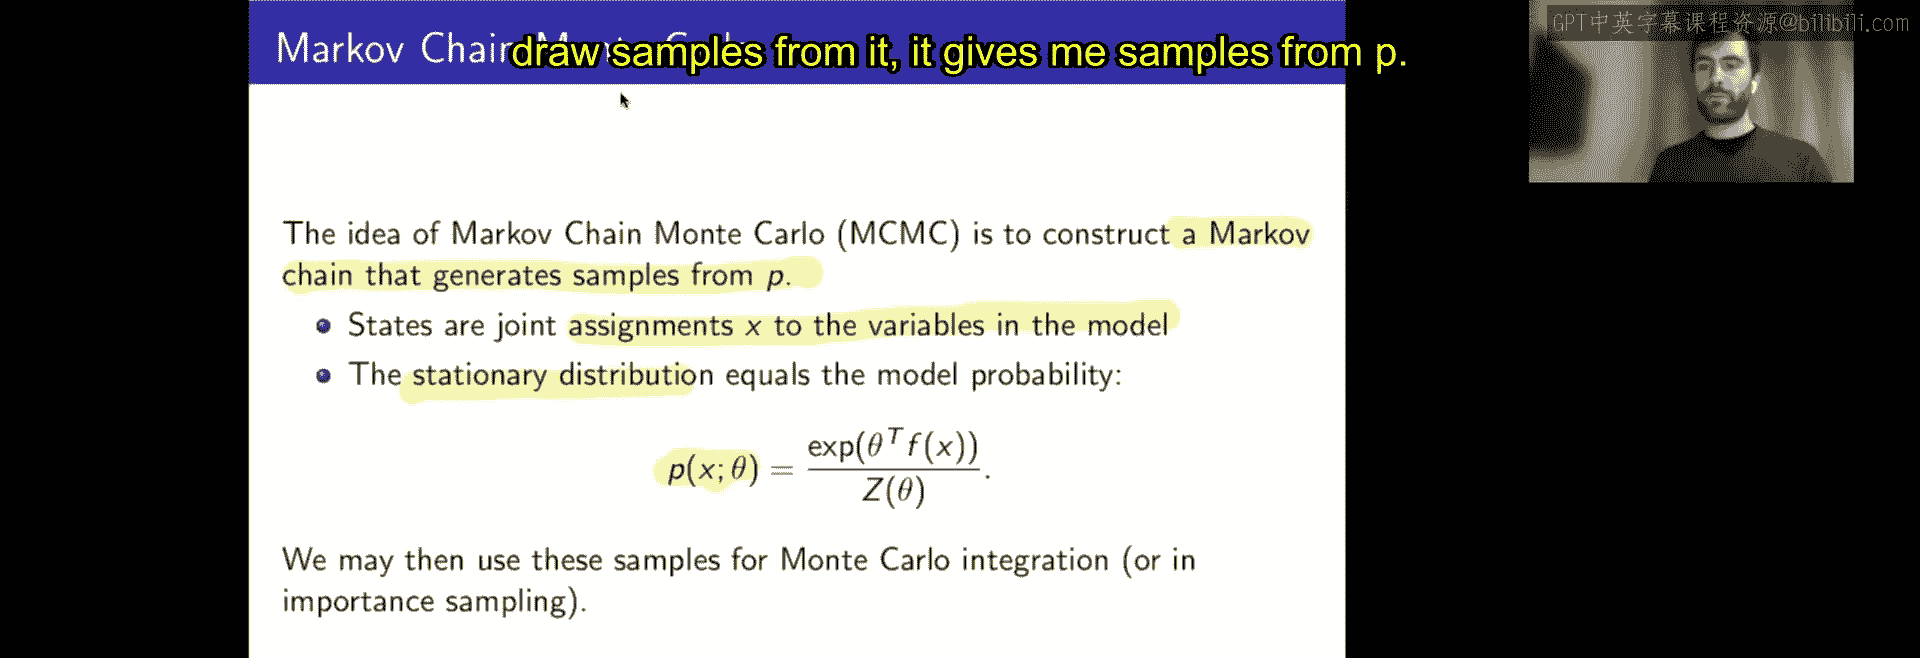 GPT中英字幕课程资源@bilibili.com
Markov Chain
draw samples from it, it gives me samples from p.
The idea of Markov Chain Monte Carlo (MCMC) is to construct a Markov
chain that generates samples from p.
States are joint assignments x to the variables in the model
The stationary distribution equals the model probability:
p(x; θ) = exp(θ^T f(x)) / Z(θ).
We may then use these samples for Monte Carlo integration (or in
importance sampling).